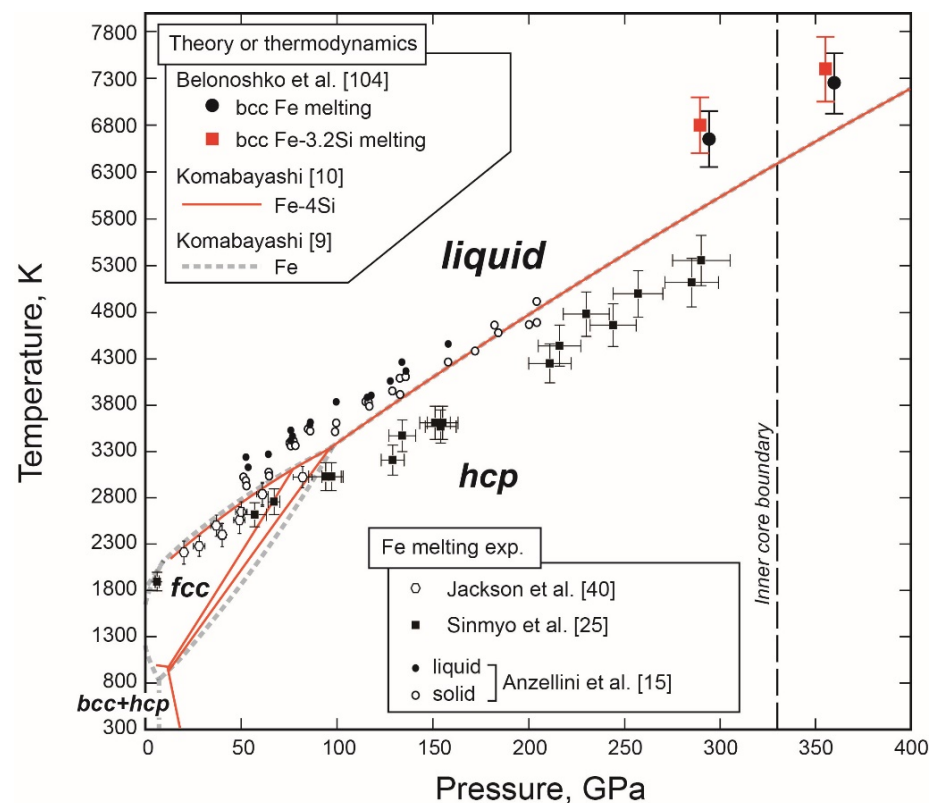 7800
7300
6800
6300
5800
5300
4800
4300
3800
3300
2800
2300
1800
1300
800
300
Temperature, K
Theory or thermodynamics
Belonoshko et al. [104]
bcc Fe melting
bcc Fe-3.2Si melting
Komabayashi [10]
Fe-4Si
Komabayashi [9]
Fe
liquid
hcp
fcc
bcc+hcp
Inner core boundary
Fe melting exp.
Jackson et al. [40]
Sinmyo et al. [25]
liquid
solid
Anzellini et al. [15]
0 50 100 150 200 250 300 350 400
Pressure, GPa